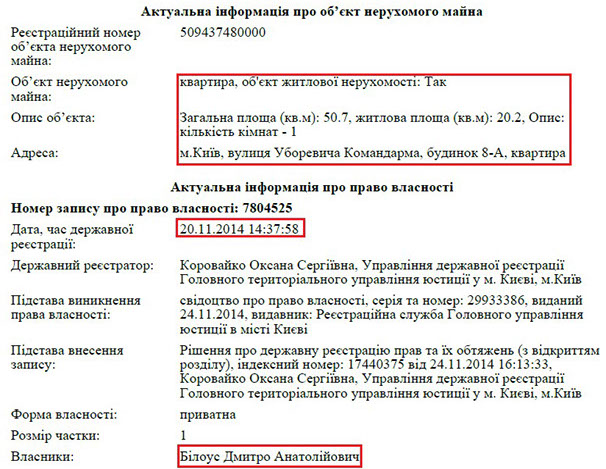 Актуальна інформація про об’єкт нерухомого майна
Реєстраційний номер об’єкта нерухомого майна: 509437480000
Об’єкт нерухомого майна: квартира, об'єкт житлової нерухомості: Так
Опис об’єкта: Загальна площа (кв.м): 50.7, житлова площа (кв.м): 20.2, Опис:
кількість кімнат - 1
Адреса: м.Київ, вулиця Уборевича Командарма, будинок 8-А, квартира
Актуальна інформація про право власності
Номер запису про право власності: 7804525
Дата, час державної реєстрації: 20.11.2014 14:37:58
Державний реєстратор: Коровайко Оксана Сергіївна, Управління державної реєстрації
Головного територіального управління юстиції у м. Києві, м.Київ
Підстава виникнення права власності: свідоцтво про право власності, серія та номер: 29933386, виданий
24.11.2014, видавник: Реєстраційна служба Головного управління
юстиції в місті Києві
Підстава внесення запису: Рішення про державну реєстрацію прав та їх обтяжень (з відкриттям
розділу), індексний номер: 17440375 від 24.11.2014 16:13:33,
Коровайко Оксана Сергіївна, Управління державної реєстрації
Головного територіального управління юстиції у м. Києві, м.Київ
Форма власності: приватна
Розмір частки: 1
Власники: Білоус Дмитро Анатолійович